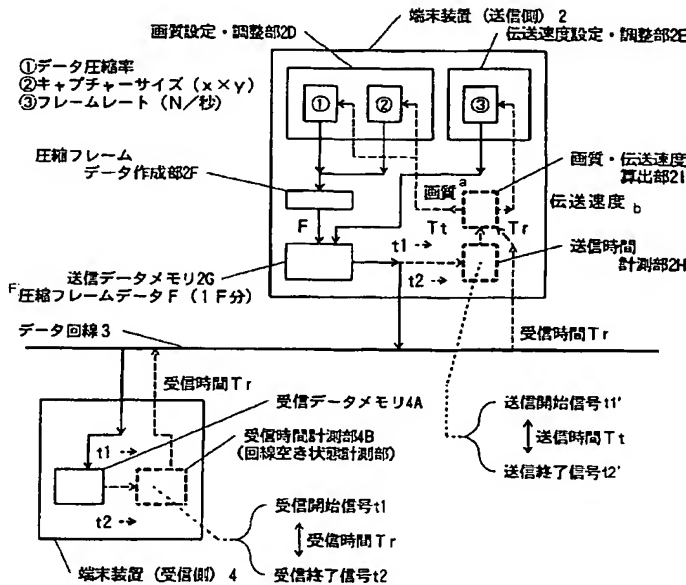 端末装置（送信側）2
画質設定・調整部2D
伝送速度設定・調整部2E
①データ圧縮率
②キャプチャーサイズ（x×y）
③フレームレート（N／秒）
①
②
③
圧縮フレーム
データ作成部2F
画質・伝送速度
算出部2I
画質
a
伝送速度
b
F
Tt
Tr
t1
t2
送信時間
計測部2H
送信データメモリ2G
F
圧縮フレームデータF（1F分）
データ回線3
受信時間Tr
受信時間Tr
受信データメモリ4A
受信時間計測部4B
(回線空き状態計測部)
t1
t2
送信開始信号t1'
送信時間Tt
送信終了信号t2'
受信開始信号t1
受信時間Tr
受信終了信号t2
端末装置（受信側）4